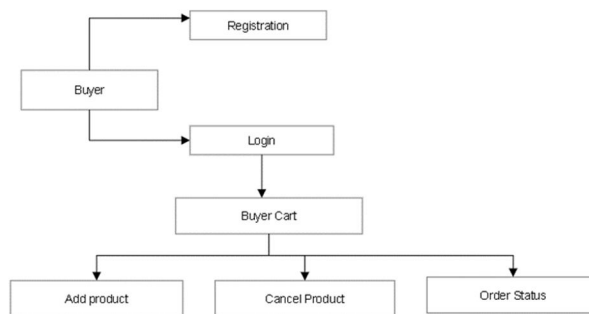 Registration
Buyer
Login
Buyer Cart
Add product
Cancel Product
Order Status